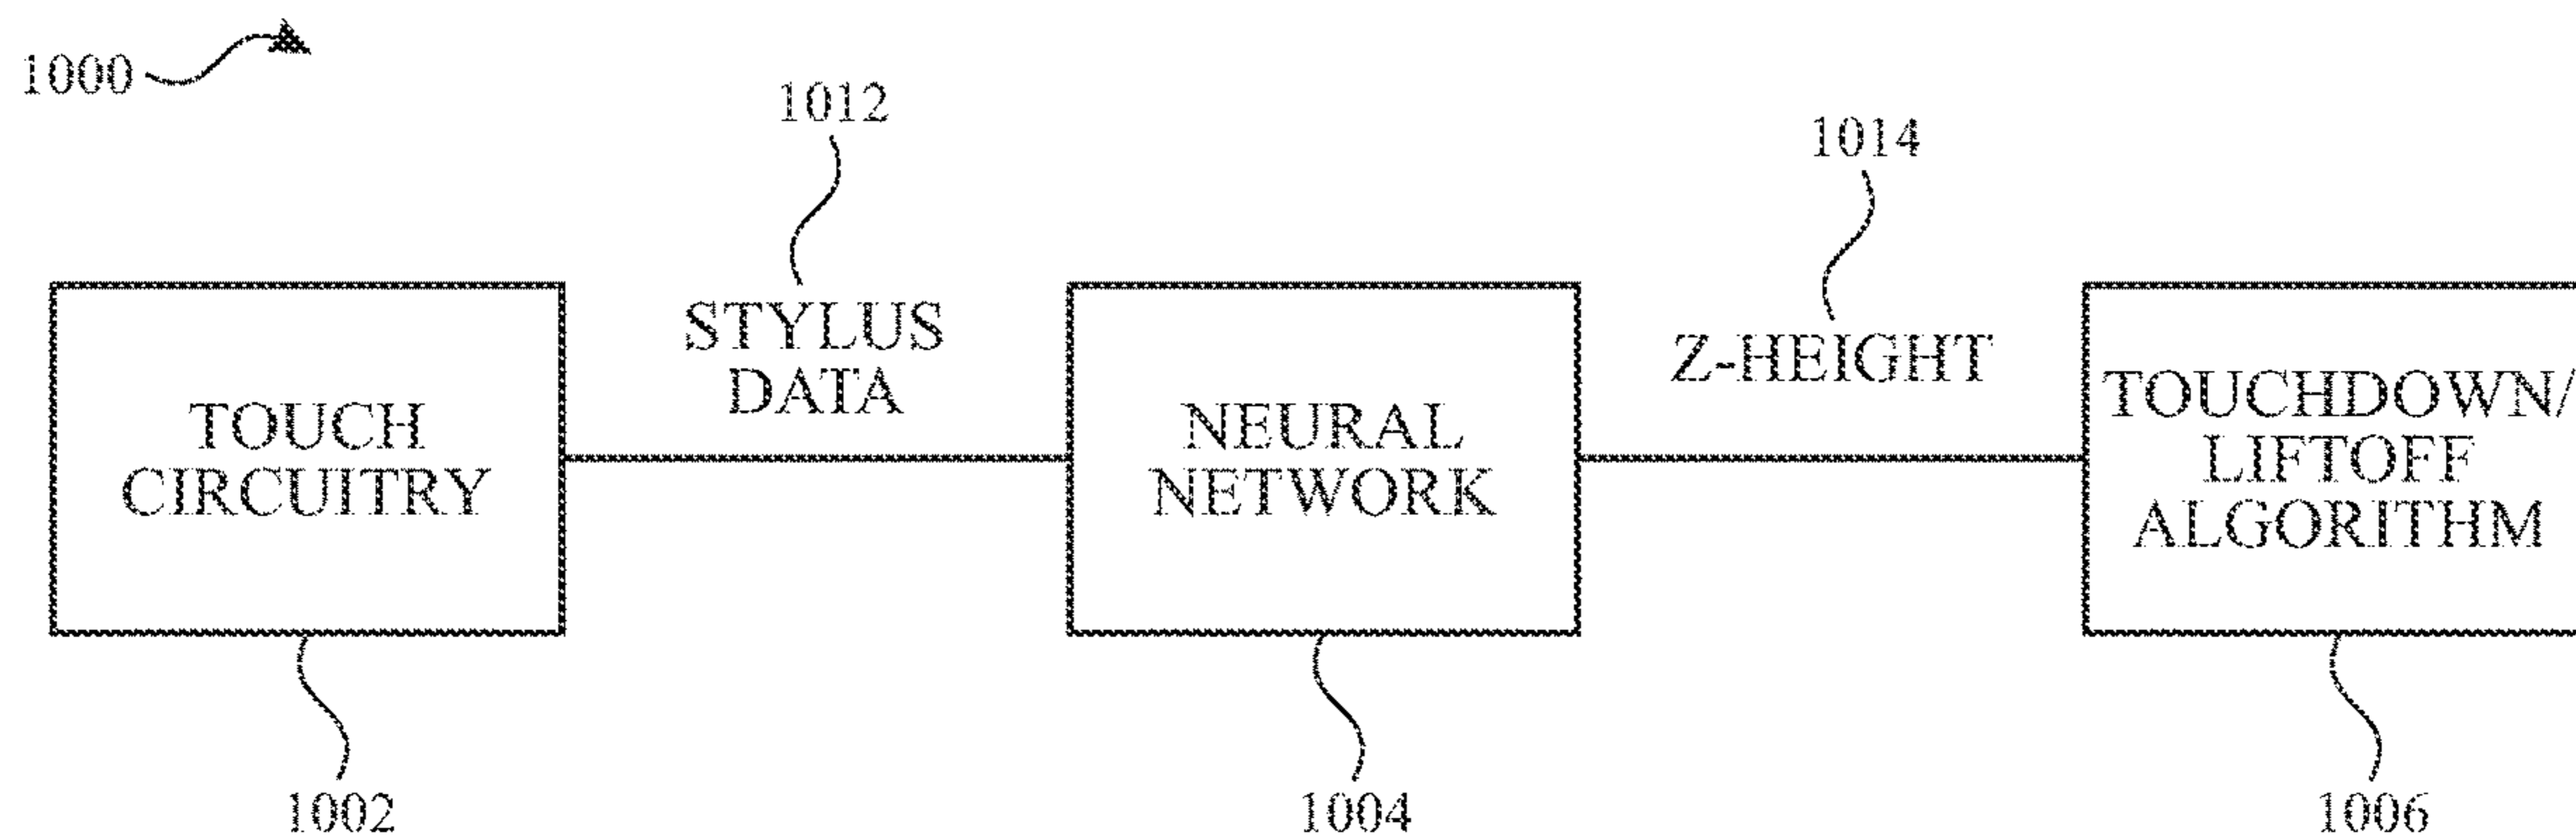 1000
1012
1014
STYLUS
DATA
Z-HEIGHT
TOUCH
CIRCUITRY
NEURAL
NETWORK
TOUCHDOWN/
LIFTOFF
ALGORITHM
1002
1004
1006